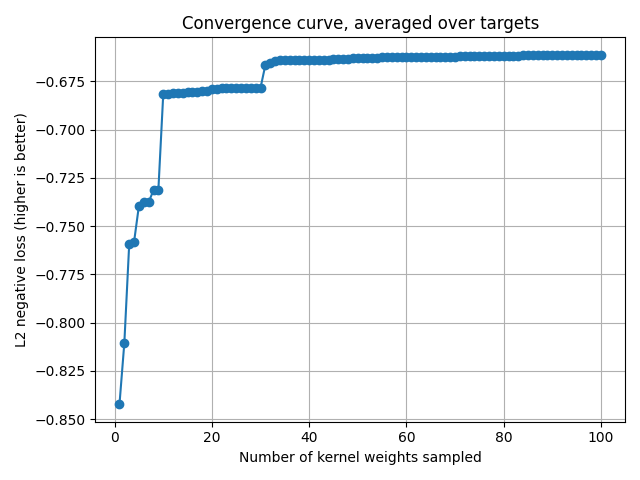 Convergence curve, averaged over targets
L2 negative loss (higher is better)
−0.675
−0.700
−0.725
−0.750
−0.775
−0.800
−0.825
−0.850
0 20 40 60 80 100
Number of kernel weights sampled